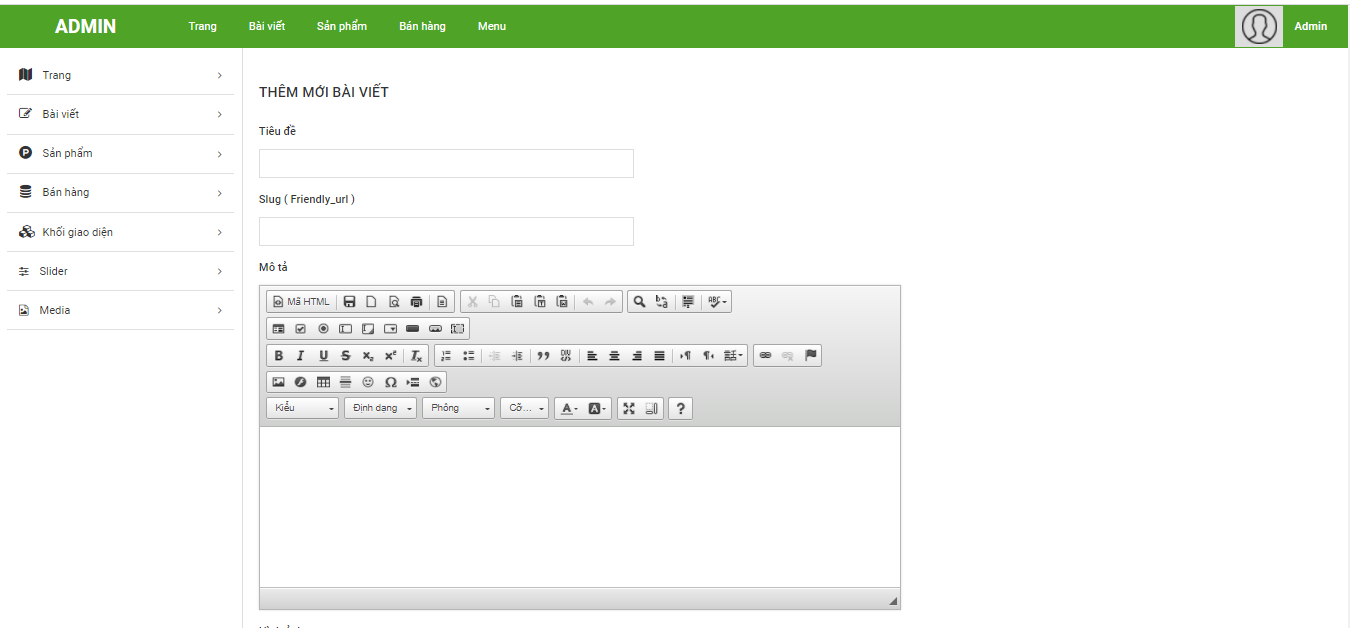 ADMIN Trang Bài viết Sản phẩm Bán hàng Menu Admin
Trang
Bài viết
Sản phẩm
Bán hàng
Khối giao diện
Slider
Media
THÊM MỚI BÀI VIẾT
Tiêu đề
Slug ( Friendly_url )
Mô tả
Mã HTML
Kiểu Định dạng Phông Cỡ...